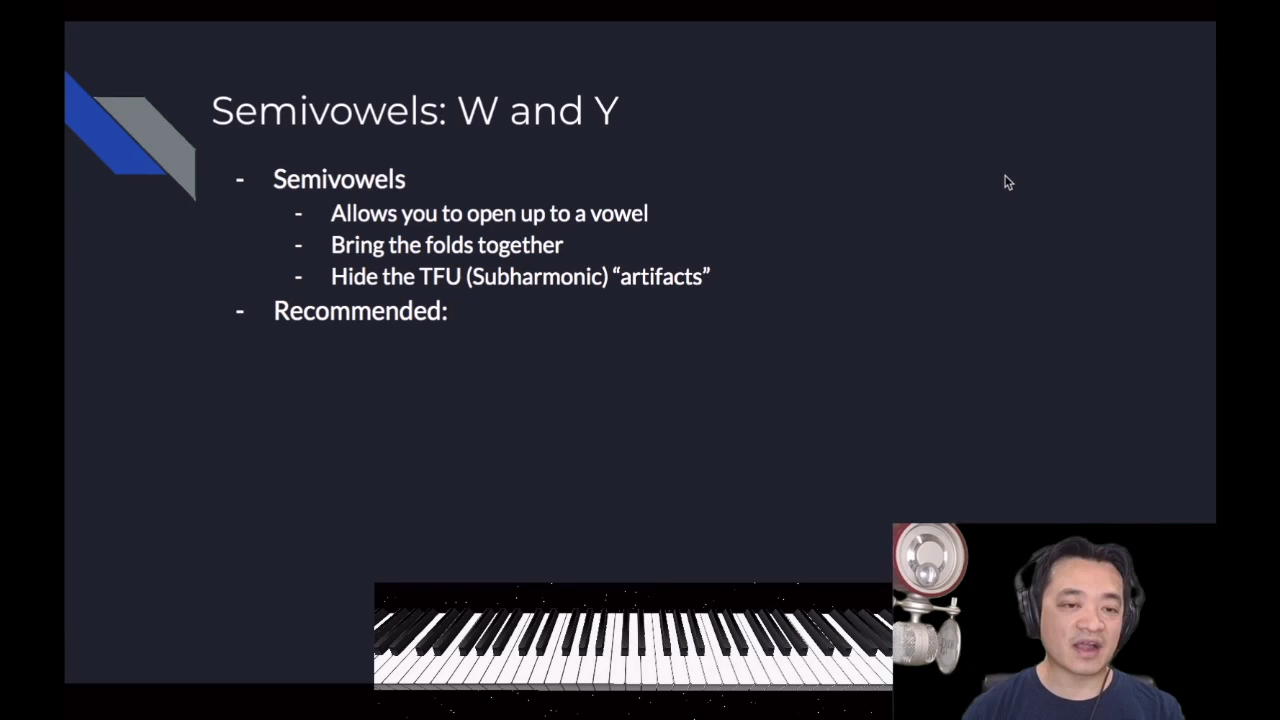 Semivowels: W and Y
- Semivowels
- Allows you to open up to a vowel
- Bring the folds together
- Hide the TFU (Subharmonic) “artifacts”
- Recommended: